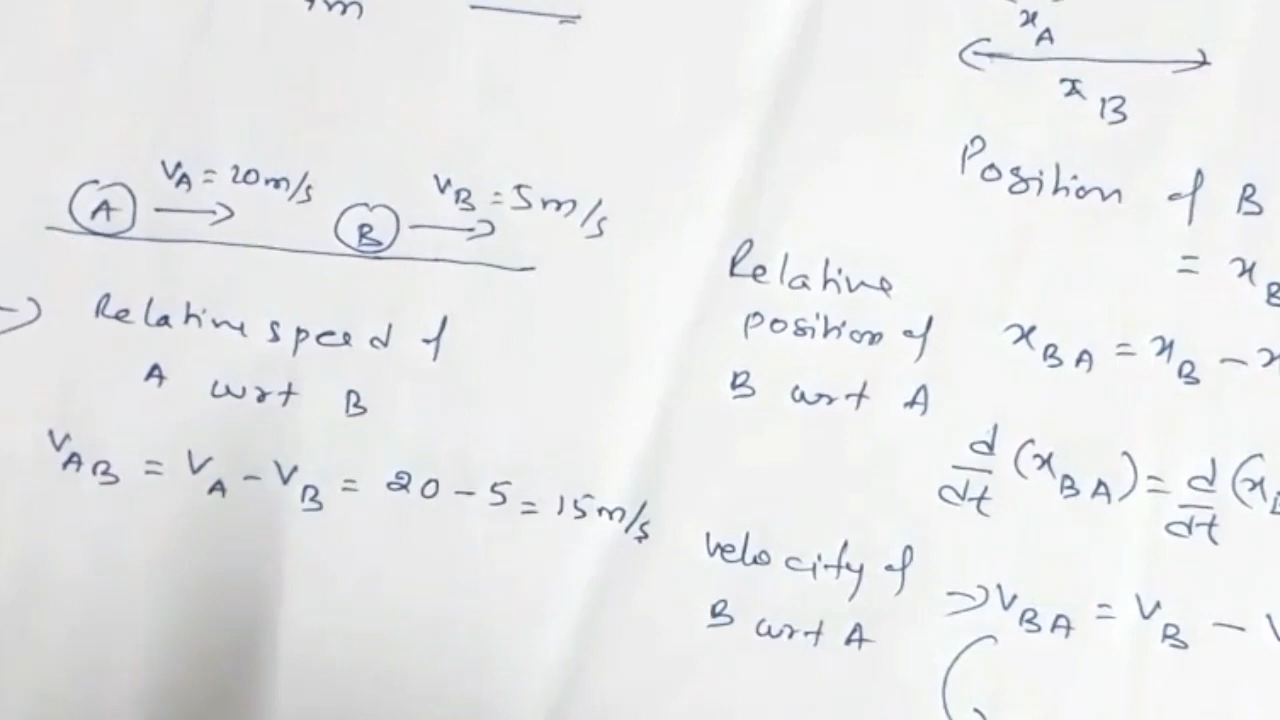 m
x_A
x_B
V_A = 20m/s
V_B = 5m/s
A
B
Relative speed of
A wrt B
V_AB = V_A - V_B = 20 - 5 = 15m/s
Position of B
= x_B
Relative
position of
B wrt A
x_BA = x_B - x
d/dt (x_BA) = d/dt (x
velocity of
B wrt A
=> V_BA = V_B -